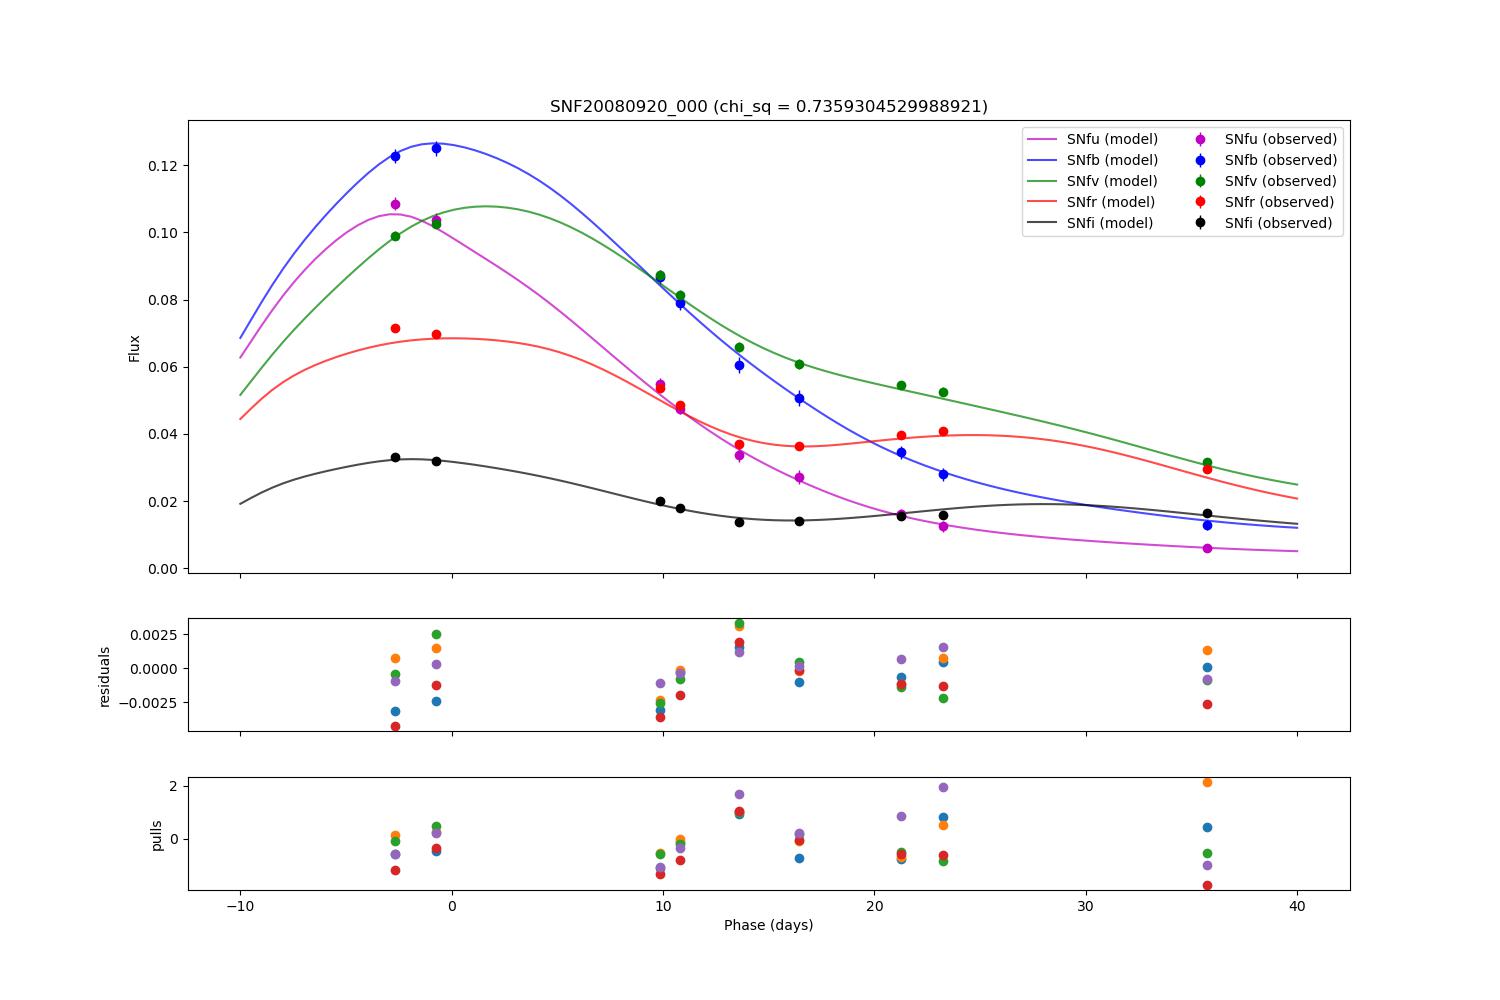 SNF20080920_000 (chi_sq = 0.7359304529988921)
SNfu (model) SNfu (observed)
SNfb (model) SNfb (observed)
SNfv (model) SNfv (observed)
SNfr (model) SNfr (observed)
SNfi (model) SNfi (observed)
Flux
0.12
0.10
0.08
0.06
0.04
0.02
0.00
residuals
0.0025
0.0000
−0.0025
pulls
2
0
−10 0 10 20 30 40
Phase (days)